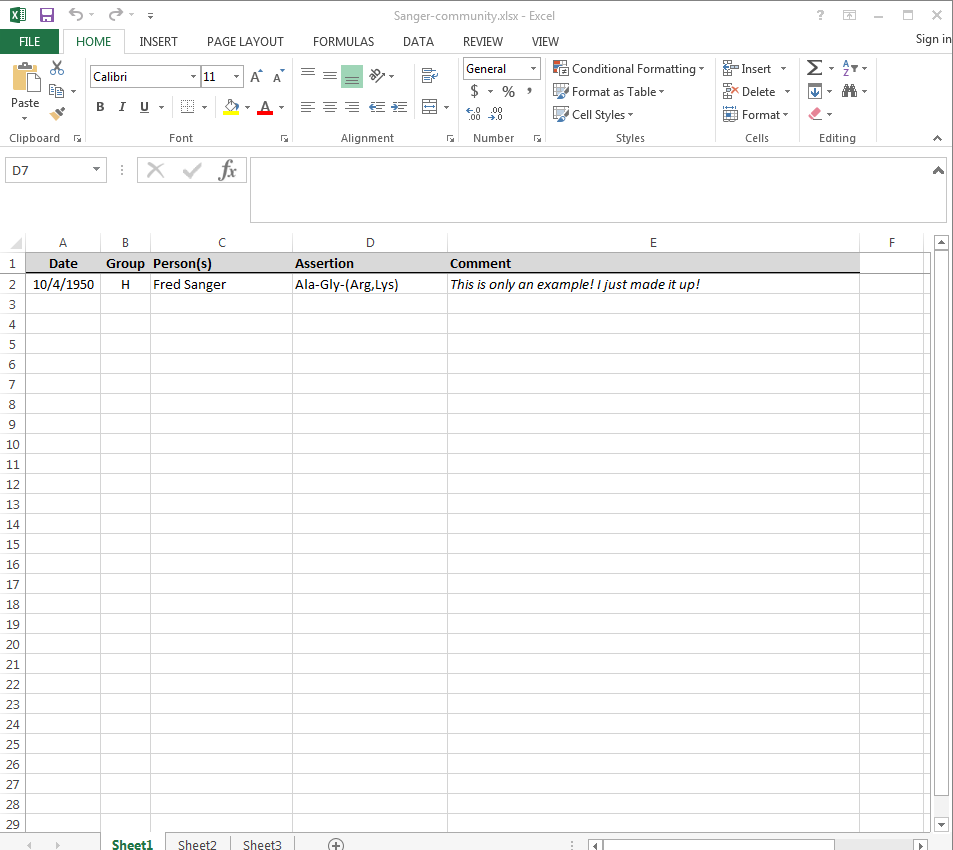 Sanger-community.xlsx - Excel
FILE HOME INSERT PAGE LAYOUT FORMULAS DATA REVIEW VIEW Sign in
Calibri 11 General Conditional Formatting Insert
Paste B I U $ % , Format as Table Delete
Cell Styles Format
Clipboard Font Alignment Number Styles Cells Editing
D7 fx
A B C D E F
1 Date Group Person(s) Assertion Comment
2 10/4/1950 H Fred Sanger Ala-Gly-(Arg,Lys) This is only an example! I just made it up!
3
4
5
6
7
8
9
10
11
12
13
14
15
16
17
18
19
20
21
22
23
24
25
26
27
28
29
Sheet1 Sheet2 Sheet3